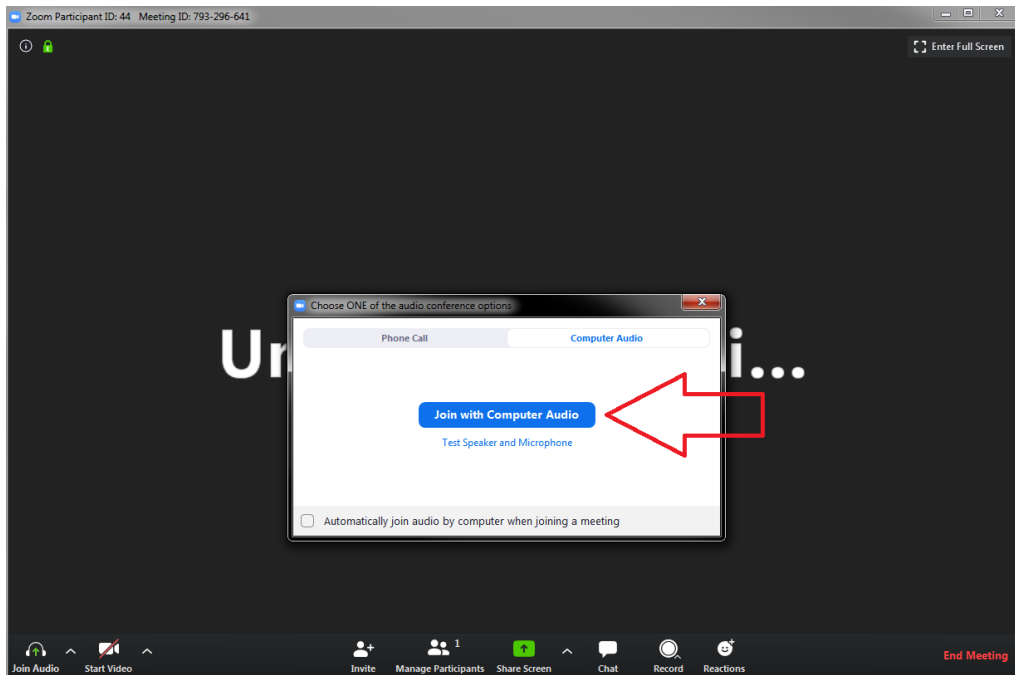 Zoom Participant ID: 44 Meeting ID: 793-296-641
Enter Full Screen
Choose ONE of the audio conference options
Phone Call
Computer Audio
Join with Computer Audio
Test Speaker and Microphone
Automatically join audio by computer when joining a meeting
Join Audio
Start Video
Invite
1
Manage Participants
Share Screen
Chat
Record
Reactions
End Meeting